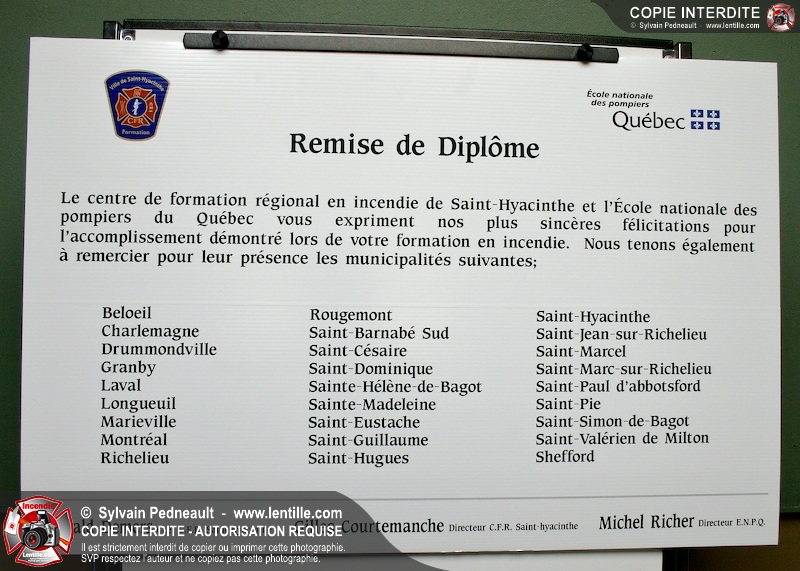 COPIE INTERDITE
© Sylvain Pedneault - www.lentille.com
Ville de Saint-Hyacinthe
CFR
Formation
École nationale
des pompiers
Québec
Remise de Diplôme
Le centre de formation régional en incendie de Saint-Hyacinthe et l'École nationale des
pompiers du Québec vous expriment nos plus sincères félicitations pour
l'accomplissement démontré lors de votre formation en incendie. Nous tenons également
à remercier pour leur présence les municipalités suivantes;
Beloeil
Charlemagne
Drummondville
Granby
Laval
Longueuil
Marieville
Montréal
Richelieu
Rougemont
Saint-Barnabé Sud
Saint-Césaire
Saint-Dominique
Sainte-Hélène-de-Bagot
Sainte-Madeleine
Saint-Eustache
Saint-Guillaume
Saint-Hugues
Saint-Hyacinthe
Saint-Jean-sur-Richelieu
Saint-Marcel
Saint-Marc-sur-Richelieu
Saint-Paul d'abbotsford
Saint-Pie
Saint-Simon-de-Bagot
Saint-Valérien de Milton
Shefford
Courtemanche Directeur C.F.R. Saint-hyacinthe
Michel Richer Directeur E.N.P.Q.
Incendie
Lentille.com
© Sylvain Pedneault - www.lentille.com
COPIE INTERDITE - AUTORISATION REQUISE
Il est strictement interdit de copier ou imprimer cette photographie.
SVP respectez l'auteur et ne copiez pas cette photographie.